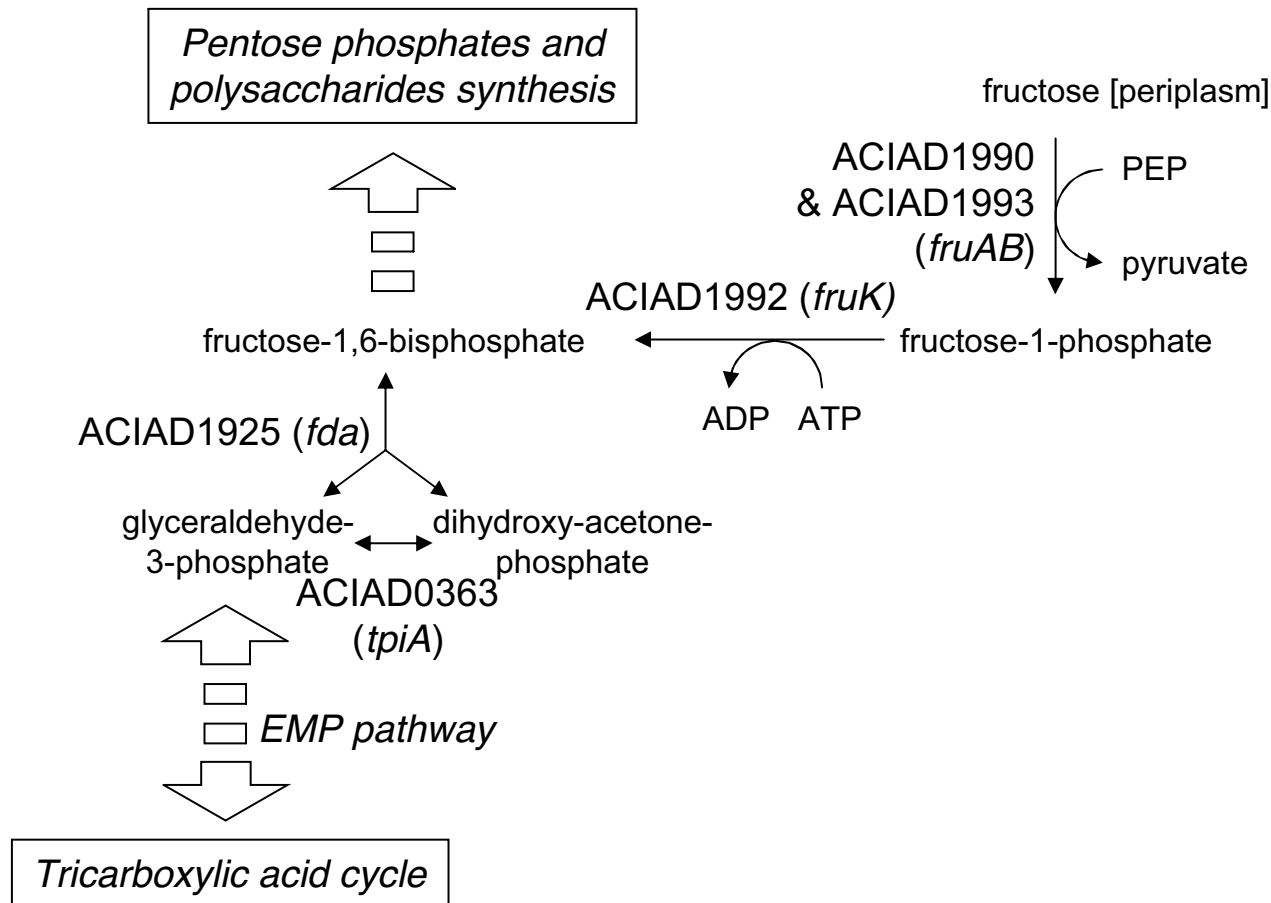 Pentose phosphates and
polysaccharides synthesis
fructose [periplasm]
ACIAD1990
& ACIAD1993
(fruAB)
PEP
pyruvate
ACIAD1992 (fruK)
fructose-1,6-bisphosphate
fructose-1-phosphate
ADP
ATP
ACIAD1925 (fda)
glyceraldehyde-
3-phosphate
dihydroxy-acetone-
phosphate
ACIAD0363
(tpiA)
EMP pathway
Tricarboxylic acid cycle